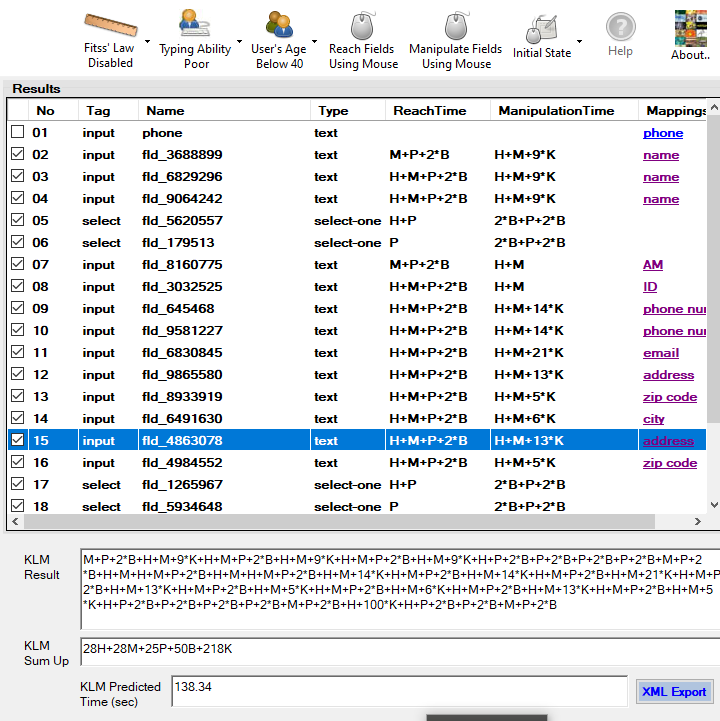 Fitss' Law
Disabled
Typing Ability
Poor
User's Age
Below 40
Reach Fields
Using Mouse
Manipulate Fields
Using Mouse
Initial State
Help
About..
Results
No Tag Name Type ReachTime ManipulationTime Mappings
01 input phone text phone
02 input fld_3688899 text M+P+2*B H+M+9*K name
03 input fld_6829296 text H+M+P+2*B H+M+9*K name
04 input fld_9064242 text H+M+P+2*B H+M+9*K name
05 select fld_5620557 select-one H+P 2*B+P+2*B
06 select fld_179513 select-one P 2*B+P+2*B
07 input fld_8160775 text M+P+2*B H+M AM
08 input fld_3032525 text H+M+P+2*B H+M ID
09 input fld_645468 text H+M+P+2*B H+M+14*K phone nur
10 input fld_9581227 text H+M+P+2*B H+M+14*K phone nur
11 input fld_6830845 text H+M+P+2*B H+M+21*K email
12 input fld_9865580 text H+M+P+2*B H+M+13*K address
13 input fld_8933919 text H+M+P+2*B H+M+5*K zip code
14 input fld_6491630 text H+M+P+2*B H+M+6*K city
15 input fld_4863078 text H+M+P+2*B H+M+13*K address
16 input fld_4984552 text H+M+P+2*B H+M+5*K zip code
17 select fld_1265967 select-one H+P 2*B+P+2*B
18 select fld_5934648 select-one P 2*B+P+2*B
KLM
Result
M+P+2*B+H+M+9*K+H+M+P+2*B+H+M+9*K+H+M+P+2*B+H+M+9*K+H+P+2*B+P+2*B+P+2*B+P+2*B+M+P+2
*B+H+M+H+M+P+2*B+H+M+H+M+P+2*B+H+M+14*K+H+M+P+2*B+H+M+14*K+H+M+P+2*B+H+M+21*K+H+M+P
2*B+H+M+13*K+H+M+P+2*B+H+M+5*K+H+M+P+2*B+H+M+6*K+H+M+P+2*B+H+M+13*K+H+M+P+2*B+H+M+5
*K+H+P+2*B+P+2*B+P+2*B+P+2*B+M+P+2*B+H+100*K+H+P+2*B+P+2*B+M+P+2*B
KLM
Sum Up
28H+28M+25P+50B+218K
KLM Predicted
Time (sec)
138.34
XML Export